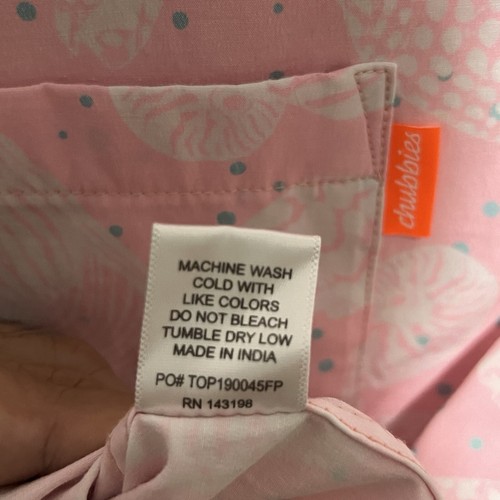 chubbies
MACHINE WASH
COLD WITH
LIKE COLORS
DO NOT BLEACH
TUMBLE DRY LOW
MADE IN INDIA
PO# TOP190045FP
RN 143198